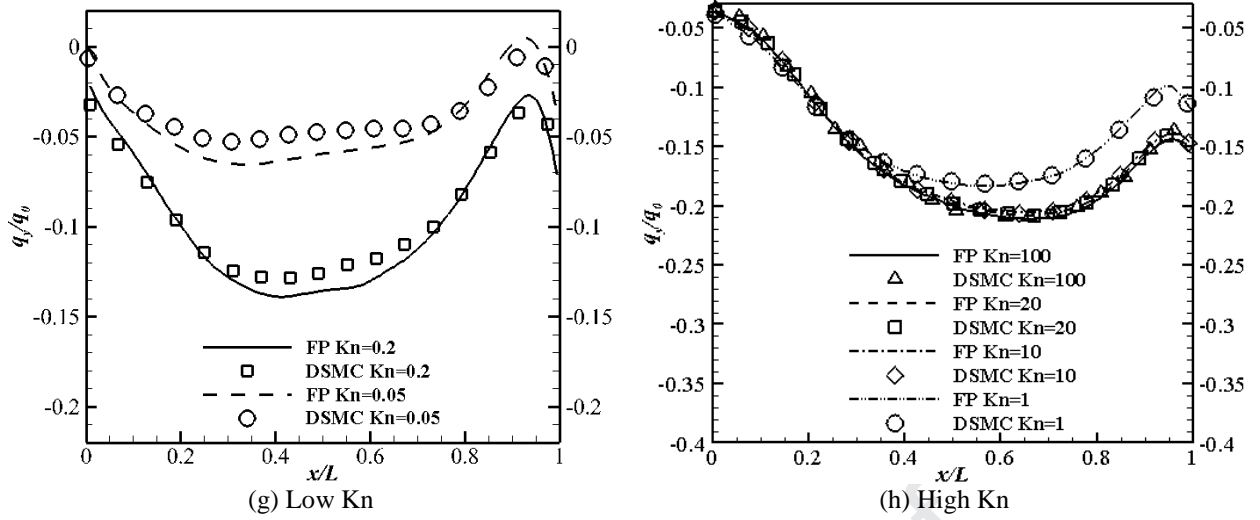 0
-0.05
-0.1
-0.15
-0.2
q_y/q_0
0
-0.05
-0.1
-0.15
-0.2
FP Kn=0.2
DSMC Kn=0.2
FP Kn=0.05
DSMC Kn=0.05
0 0.2 0.4 0.6 0.8 1
x/L
(g) Low Kn
-0.05
-0.1
-0.15
-0.2
-0.25
-0.3
-0.35
-0.4
q_y/q_0
-0.05
-0.1
-0.15
-0.2
-0.25
-0.3
-0.35
-0.4
FP Kn=100
DSMC Kn=100
FP Kn=20
DSMC Kn=20
FP Kn=10
DSMC Kn=10
FP Kn=1
DSMC Kn=1
0 0.2 0.4 0.6 0.8 1
x/L
(h) High Kn